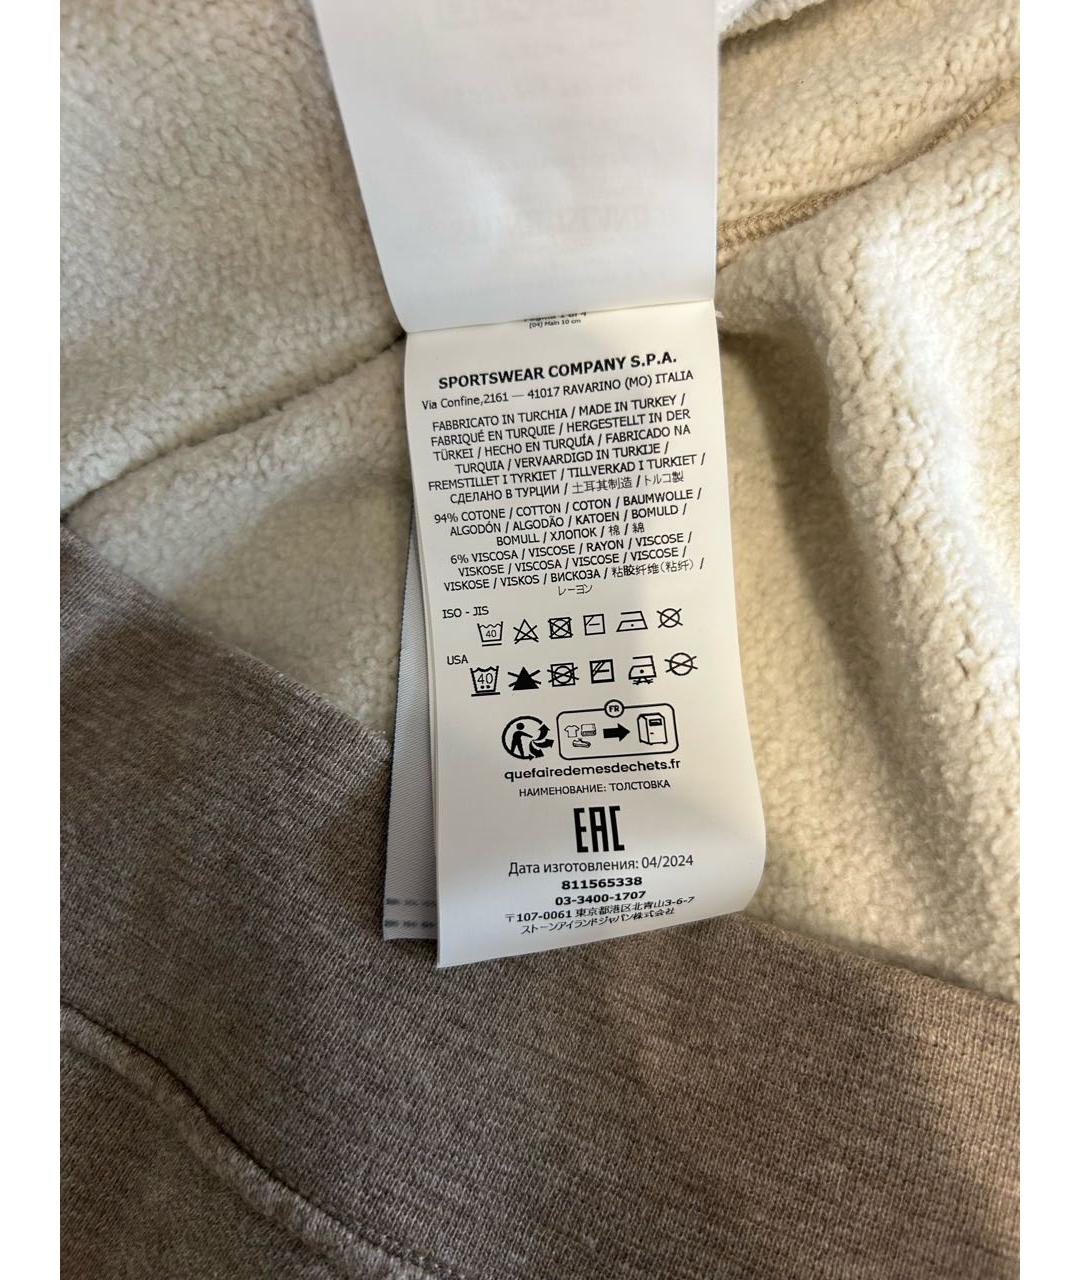 [04] Main 10 cm
SPORTSWEAR COMPANY S.P.A.
Via Confine,2161 — 41017 RAVARINO (MO) ITALIA
FABBRICATO IN TURCHIA / MADE IN TURKEY /
FABRIQUÉ EN TURQUIE / HERGESTELLT IN DER
TÜRKEI / HECHO EN TURQUÍA / FABRICADO NA
TURQUIA / VERVAARDIGD IN TURKIJE /
FREMSTILLET I TYRKIET / TILLVERKAD I TURKIET /
СДЕЛАНО В ТУРЦИИ / 土耳其制造 / トルコ製
94% COTONE / COTTON / COTON / BAUMWOLLE /
ALGODÓN / ALGODÃO / KATOEN / BOMULD /
BOMULL / ХЛОПОК / 棉 / 綿
6% VISCOSA / VISCOSE / RAYON / VISCOSE /
VISKOSE / VISCOSA / VISCOSE / VISCOSE /
VISKOSE / VISKOS / ВИСКОЗА / 粘胶纤维(粘纤) /
レーヨン
ISO - JIS
40
USA
40
FR
quefairedemesdechets.fr
НАИМЕНОВАНИЕ: ТОЛСТОВКА
EAC
Дата изготовления: 04/2024
811565338
03-3400-1707
〒107-0061 東京都港区北青山3-6-7
ストーンアイランドジャパン株式会社